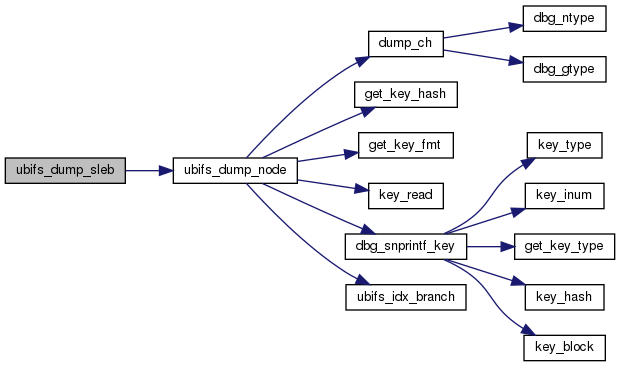 ubifs_dump_sleb
ubifs_dump_node
dump_ch
get_key_hash
get_key_fmt
key_read
dbg_snprintf_key
ubifs_idx_branch
dbg_ntype
dbg_gtype
key_type
key_inum
get_key_type
key_hash
key_block